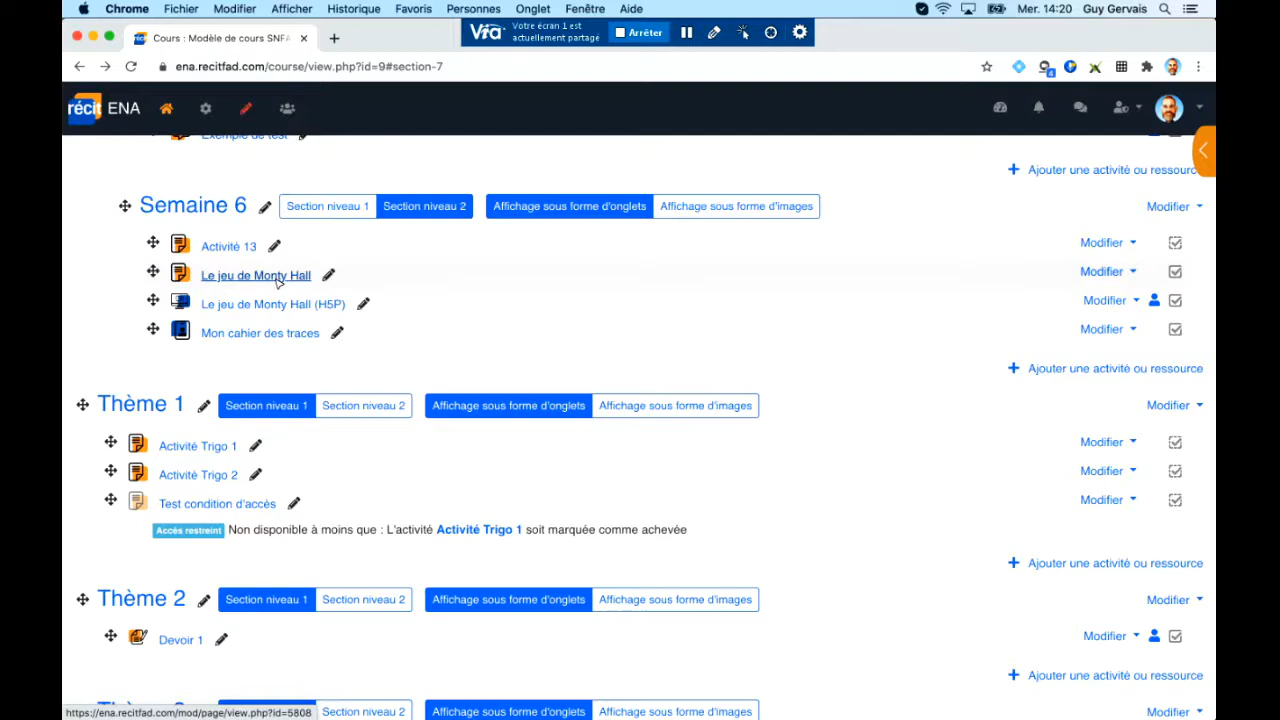 Chrome Fichier Modifier Afficher Historique Favoris Personnes Onglet Fenêtre Aide Mer. 14:20 Guy Gervais
Cours : Modèle de cours SNFA
Via Votre écran 1 est actuellement partagé Arrêter
ena.recitfad.com/course/view.php?id=9#section-7
récit ENA
Exemple de test
Ajouter une activité ou ressource
Semaine 6 Section niveau 1 Section niveau 2 Affichage sous forme d'onglets Affichage sous forme d'images Modifier
Activité 13 Modifier
Le jeu de Monty Hall Modifier
Le jeu de Monty Hall (H5P) Modifier
Mon cahier des traces Modifier
Ajouter une activité ou ressource
Thème 1 Section niveau 1 Section niveau 2 Affichage sous forme d'onglets Affichage sous forme d'images Modifier
Activité Trigo 1 Modifier
Activité Trigo 2 Modifier
Test condition d'accès Modifier
Accès restreint Non disponible à moins que : L'activité Activité Trigo 1 soit marquée comme achevée
Ajouter une activité ou ressource
Thème 2 Section niveau 1 Section niveau 2 Affichage sous forme d'onglets Affichage sous forme d'images Modifier
Devoir 1 Modifier
Ajouter une activité ou ressource
Section niveau 2 Affichage sous forme d'onglets Affichage sous forme d'images Modifier
https://ena.recitfad.com/mod/page/view.php?id=5808